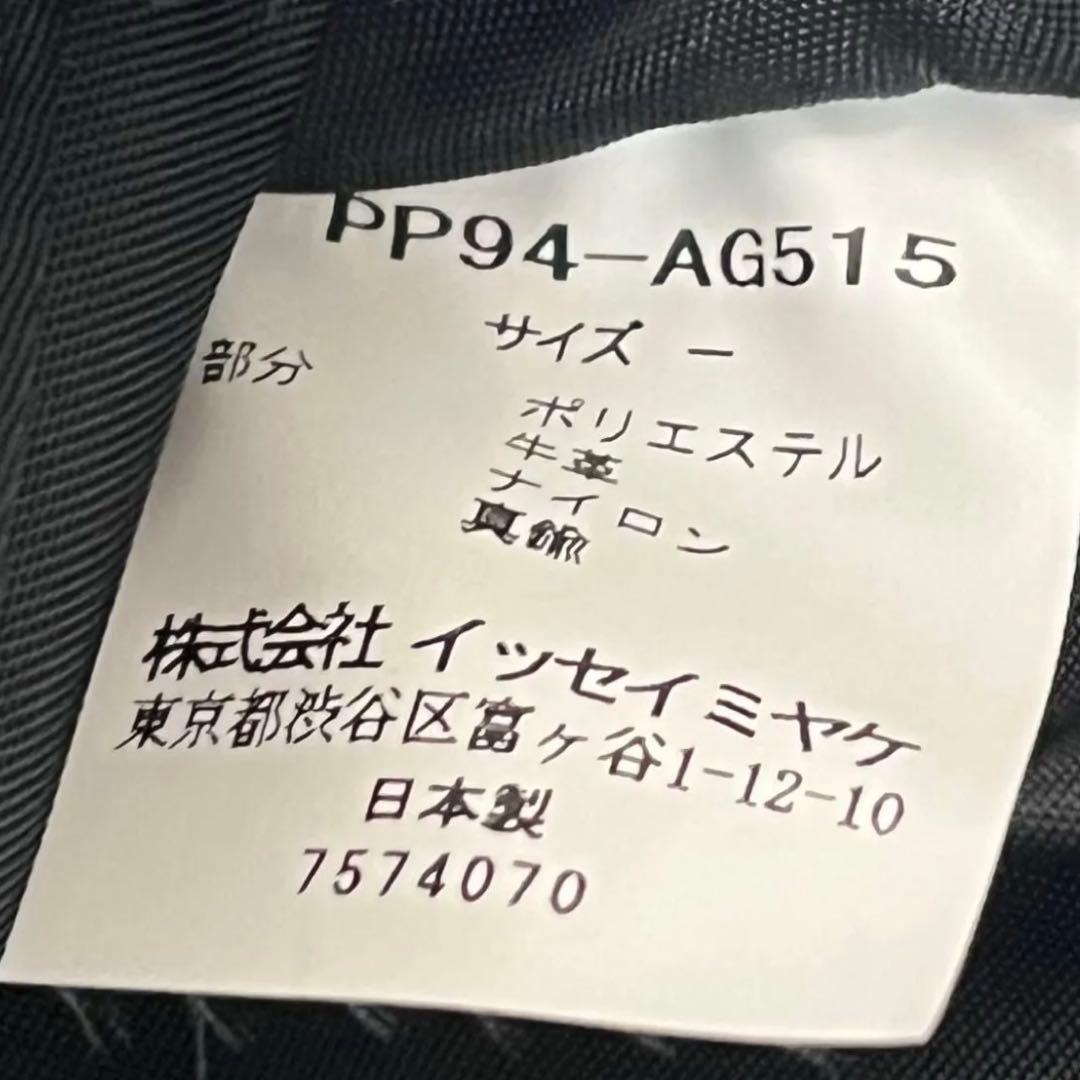 PP94-AG515
サイズ ー
部分
ポリエステル
牛革
ナイロン
真鍮
株式会社 イッセイミヤケ
東京都渋谷区富ヶ谷1-12-10
日本製
7574070